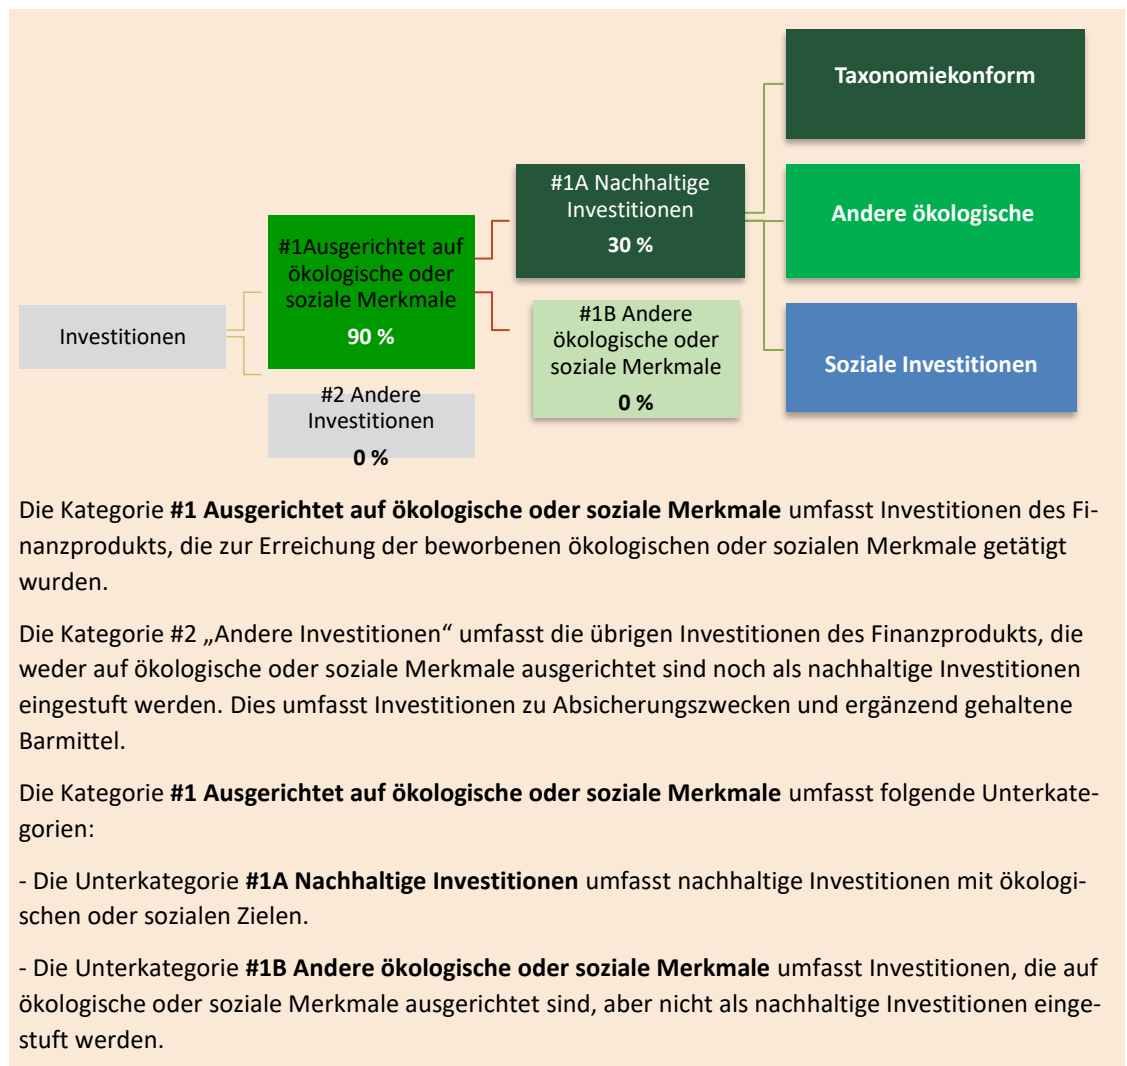 Taxonomiekonform
#1A Nachhaltige
Investitionen
30 %
Andere ökologische
#1Ausgerichtet auf
ökologische oder
soziale Merkmale
90 %
Investitionen
#1B Andere
ökologische oder
soziale Merkmale
0 %
Soziale Investitionen
#2 Andere
Investitionen
0 %
Die Kategorie #1 Ausgerichtet auf ökologische oder soziale Merkmale umfasst Investitionen des Fi-
nanzprodukts, die zur Erreichung der beworbenen ökologischen oder sozialen Merkmale getätigt
wurden.
Die Kategorie #2 „Andere Investitionen“ umfasst die übrigen Investitionen des Finanzprodukts, die
weder auf ökologische oder soziale Merkmale ausgerichtet sind noch als nachhaltige Investitionen
eingestuft werden. Dies umfasst Investitionen zu Absicherungszwecken und ergänzend gehaltene
Barmittel.
Die Kategorie #1 Ausgerichtet auf ökologische oder soziale Merkmale umfasst folgende Unterkate-
gorien:
- Die Unterkategorie #1A Nachhaltige Investitionen umfasst nachhaltige Investitionen mit ökologi-
schen oder sozialen Zielen.
- Die Unterkategorie #1B Andere ökologische oder soziale Merkmale umfasst Investitionen, die auf
ökologische oder soziale Merkmale ausgerichtet sind, aber nicht als nachhaltige Investitionen einge-
stuft werden.